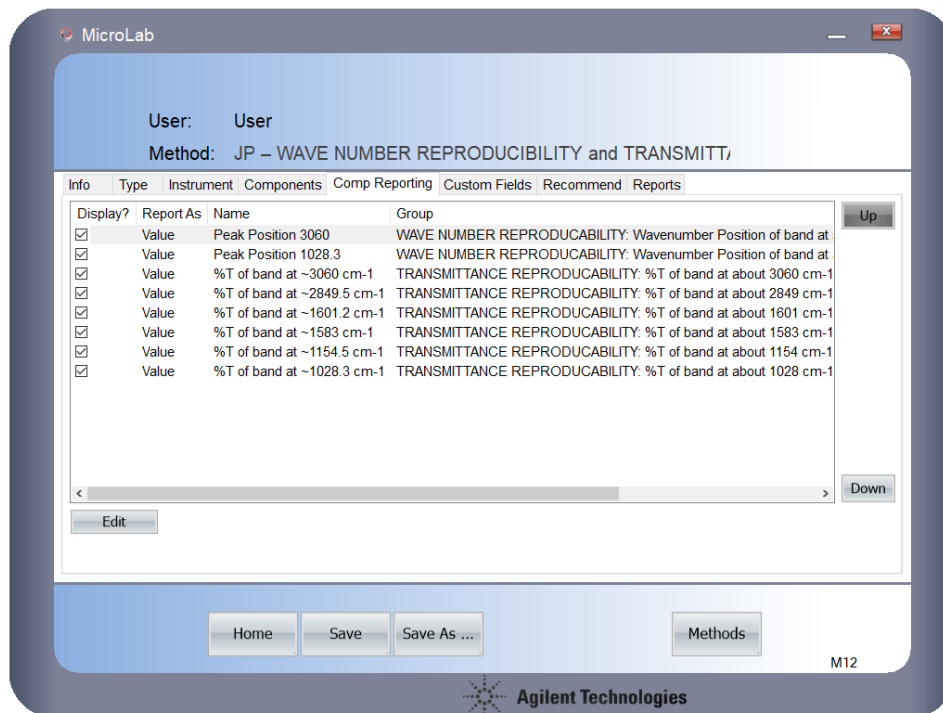 MicroLab
User: User
Method: JP – WAVE NUMBER REPRODUCIBILITY and TRANSMITT
Info Type Instrument Components Comp Reporting Custom Fields Recommend Reports
Display? Report As Name Group
Value Peak Position 3060 WAVE NUMBER REPRODUCABILITY: Wavenumber Position of band at
Value Peak Position 1028.3 WAVE NUMBER REPRODUCABILITY: Wavenumber Position of band at
Value %T of band at ~3060 cm-1 TRANSMITTANCE REPRODUCABILITY: %T of band at about 3060 cm-1
Value %T of band at ~2849.5 cm-1 TRANSMITTANCE REPRODUCABILITY: %T of band at about 2849 cm-1
Value %T of band at ~1601.2 cm-1 TRANSMITTANCE REPRODUCABILITY: %T of band at about 1601 cm-1
Value %T of band at ~1583 cm-1 TRANSMITTANCE REPRODUCABILITY: %T of band at about 1583 cm-1
Value %T of band at ~1154.5 cm-1 TRANSMITTANCE REPRODUCABILITY: %T of band at about 1154 cm-1
Value %T of band at ~1028.3 cm-1 TRANSMITTANCE REPRODUCABILITY: %T of band at about 1028 cm-1
Up
Down
Edit
Home Save Save As ... Methods
M12
Agilent Technologies